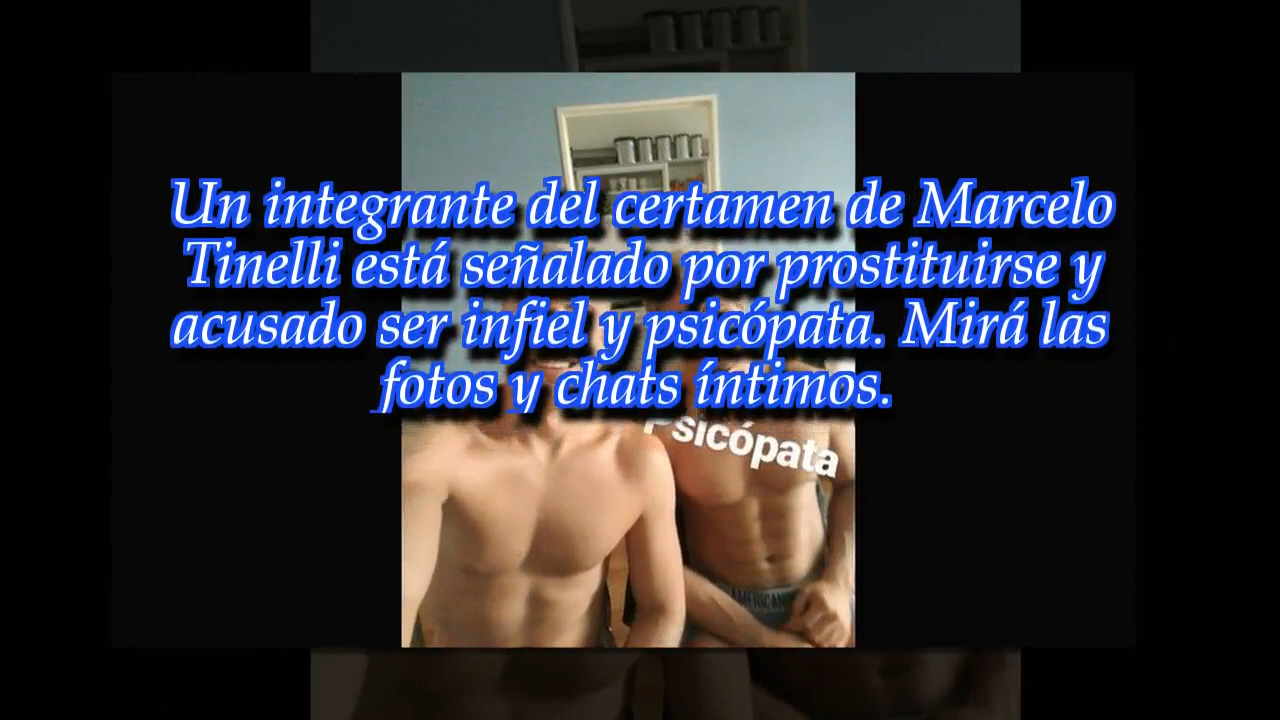 Un integrante del certamen de Marcelo
Tinelli está señalado por prostituirse y
acusado ser infiel y psicópata. Mirá las
fotos y chats íntimos.
Psicópata
AMERICAN